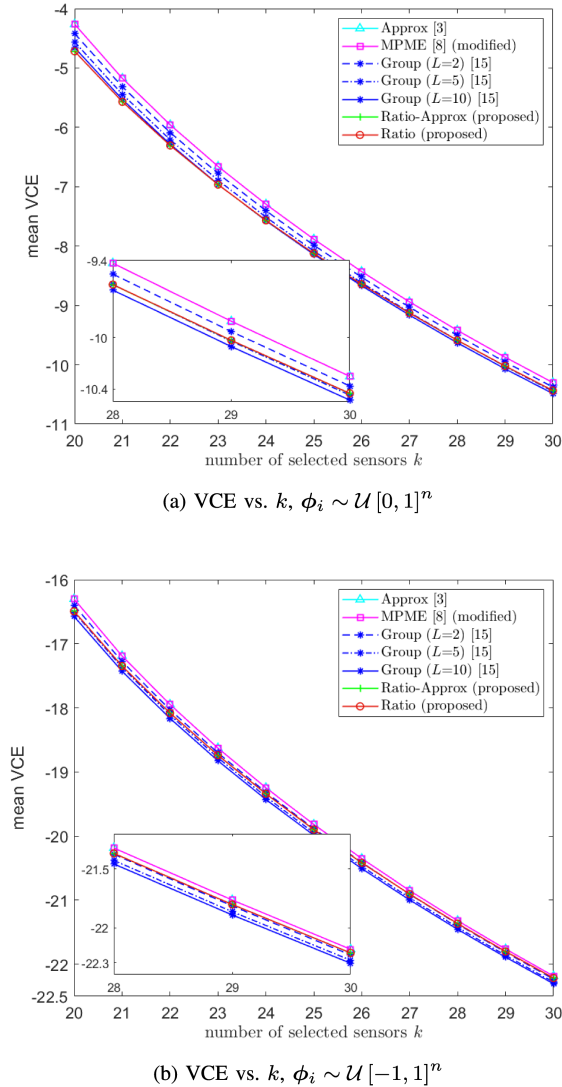 -4
-5
-6
-7
-8
-9
-10
-11
mean VCE
Approx [3]
MPME [8] (modified)
Group (L=2) [15]
Group (L=5) [15]
Group (L=10) [15]
Ratio-Approx (proposed)
Ratio (proposed)
-9.4
-10
-10.4
28 29 30
20 21 22 23 24 25 26 27 28 29 30
number of selected sensors k
(a) VCE vs. k, ϕᵢ ∼ 𝒰 [0, 1]ⁿ
-16
-17
-18
-19
-20
-21
-22
-22.5
mean VCE
Approx [3]
MPME [8] (modified)
Group (L=2) [15]
Group (L=5) [15]
Group (L=10) [15]
Ratio-Approx (proposed)
Ratio (proposed)
-21.5
-22
-22.3
28 29 30
20 21 22 23 24 25 26 27 28 29 30
number of selected sensors k
(b) VCE vs. k, ϕᵢ ∼ 𝒰 [−1, 1]ⁿ